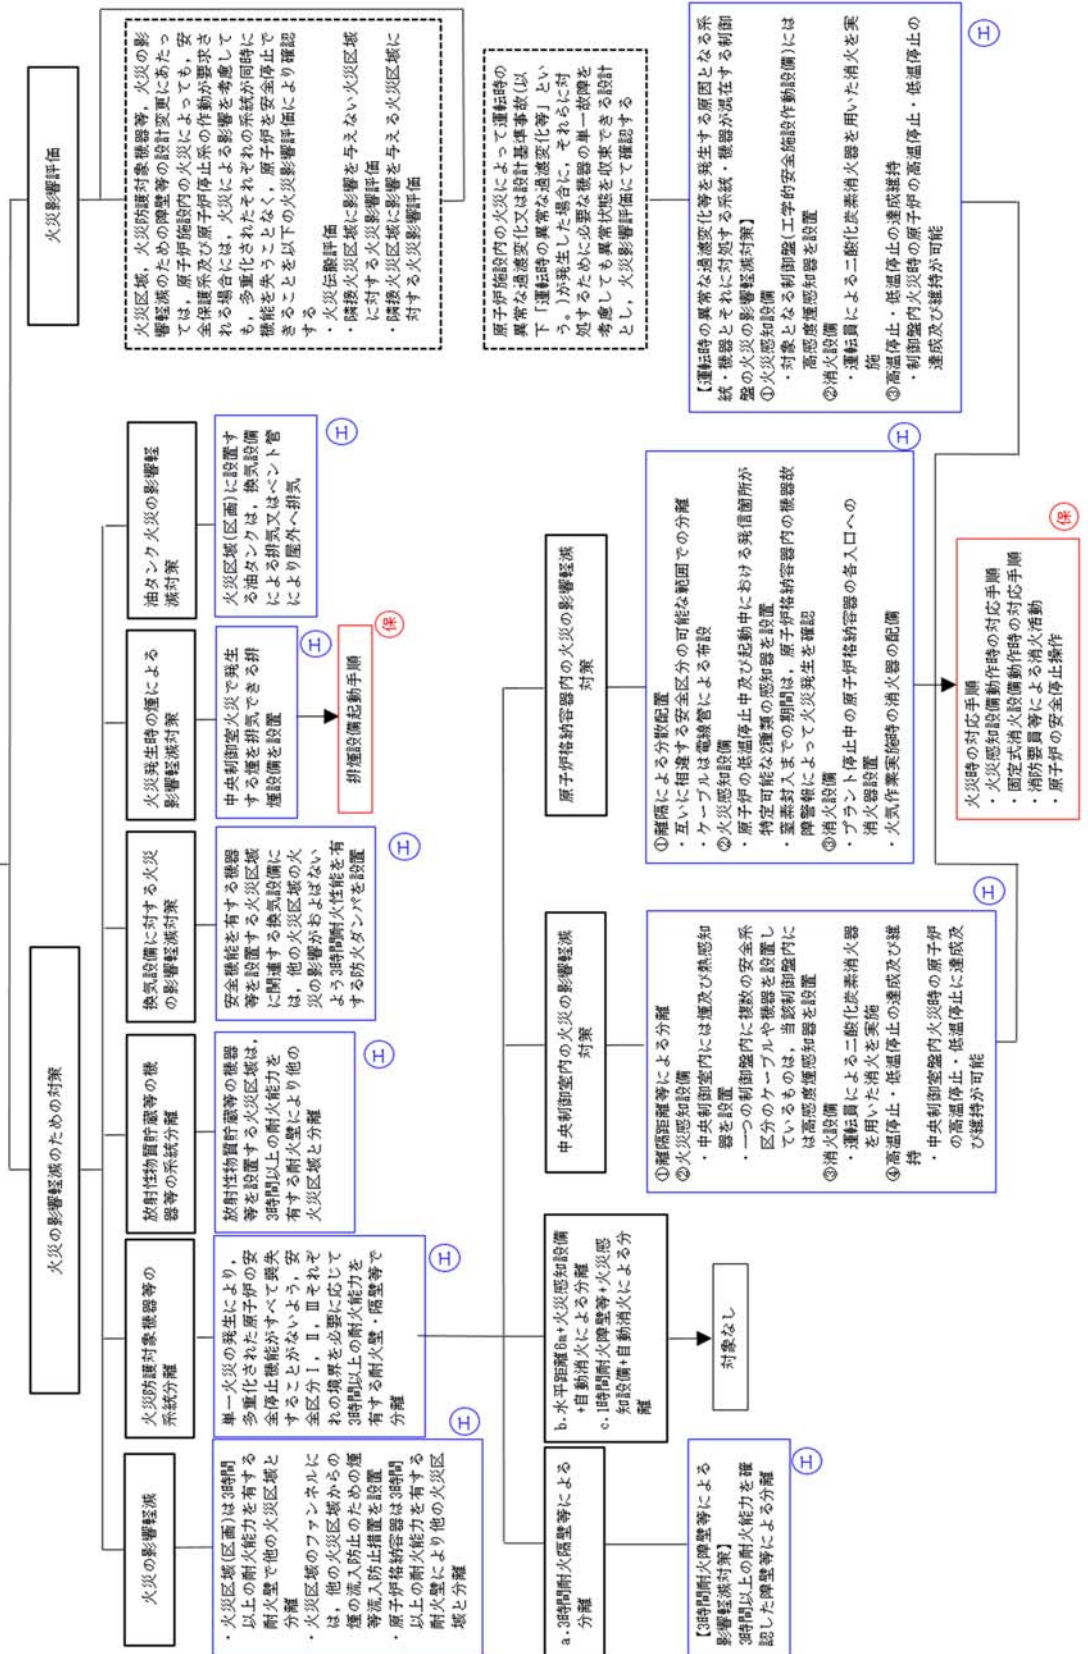 火災の影響軽減のための対策
火災影響評価
火災の影響軽減
・火災区域(区画)は3時間
以上の耐火能力を有する
耐火壁で他の火災区域と
分離
・火災区域のファンネルに
は，他の火災区域からの
煙の流入防止のための煙
等流入防止措置を設置
・原子炉格納容器は3時間
以上の耐火能力を有する
耐火壁により他の火災区
域と分離
工
火災防護対象機器等の
系統分離
単一火災の発生により，
多重化された原子炉の安
全停止機能がすべて喪失
することがないよう，安
全区分Ⅰ，Ⅱ，Ⅲそれぞ
れの境界を必要に応じて
3時間以上の耐火能力を
有する耐火壁・隔壁等で
分離
工
放射性物質貯蔵等の機
器等の系統分離
放射性物質貯蔵等の機器
等を設置する火災区域は，
3時間以上の耐火能力を
有する耐火壁により他の
火災区域と分離
工
換気設備に対する火災
の影響軽減対策
安全機能を有する機器
等を設置する火災区域
に関連する換気設備に
は，他の火災区域の火
災の影響がおよばない
よう3時間耐火性能を有
する防火ダンパを設置
工
火災発生時の煙による
影響軽減対策
中央制御室火災で発生
する煙を排気できる排
煙設備を設置
工
排煙設備起動手順
保
油タンク火災の影響軽
減対策
火災区域(区画)に設置す
る油タンクは，換気設備
による排気又はベント管
により屋外へ排気
工
火災区域，火災防護対象機器等，火災の影
響軽減のための障壁等の設計変更にあたっ
ては，原子炉施設内の火災によっても，安
全保護系及び原子炉停止系の作動が要求さ
れる場合には，火災による影響を考慮して
も，多重化されたそれぞれの系統が同時に
機能を失うことなく，原子炉を安全停止で
きることを以下の火災影響評価により確認
する
・火災伝搬評価
・隣接火災区域に影響を与えない火災区域
に対する火災影響評価
・隣接火災区域に影響を与える火災区域に
対する火災影響評価
a.3時間耐火隔壁等による
分離
【3時間耐火障壁等による
影響軽減対策】
3時間以上の耐火能力を確
認した障壁等による分離
工
b.水平距離6m+火災感知設備
+自動消火による分離
c.1時間耐火障壁等+火災感
知設備+自動消火による分
離
対象なし
中央制御室内の火災の影響軽減
対策
①離隔距離等による分離
②火災感知設備
・中央制御室内には煙及び熱感知
器を設置
・一つの制御盤内に複数の安全系
区分のケーブルや機器を設置し
ているものは，当該制御盤内に
は高感度煙感知器を設置
③消火設備
・運転員による二酸化炭素消火器
を用いた消火を実施
④高温停止・低温停止の達成及び維
持
・中央制御室盤内火災時の原子炉
の高温停止・低温停止に達成及
び維持が可能
工
原子炉格納容器内の火災の影響軽減
対策
①離隔による分散配置
・互いに相違する安全区分の可能な範囲での分離
・ケーブルは電線管による布設
②火災感知設備
・原子炉の低温停止中及び起動中における発信箇所が
特定可能な2種類の感知器を設置
・窒素封入までの期間は，原子炉格納容器内の機器故
障警報によって火災発生を確認
③消火設備
・プラント停止中の原子炉格納容器の各入口への
消火器設置
・火気作業実施時の消火器の配備
工
火災時の対応手順
・火災感知設備動作時の対応手順
・固定式消火設備動作時の対応手順
・消防要員等による消火活動
・原子炉の安全停止操作
保
原子炉施設内の火災によって運転時の
異常な過渡変化又は設計基準事故(以
下「運転時の異常な過渡変化等」とい
う。)が発生した場合に，それらに対
処するために必要な機器の単一故障を
考慮しても異常状態を収束できる設計
とし，火災影響評価にて確認する
【運転時の異常な過渡変化等を発生する原因となる系
統・機器とそれに対処する系統・機器が混在する制御
盤の火災の影響軽減対策】
①火災感知設備
・対象となる制御盤(工学的安全施設作動設備)には
高感度煙感知器を設置
②消火設備
・運転員による二酸化炭素消火器を用いた消火を実
施
③高温停止・低温停止の達成維持
・制御盤内火災時の原子炉の高温停止・低温停止の
達成及び維持が可能
工